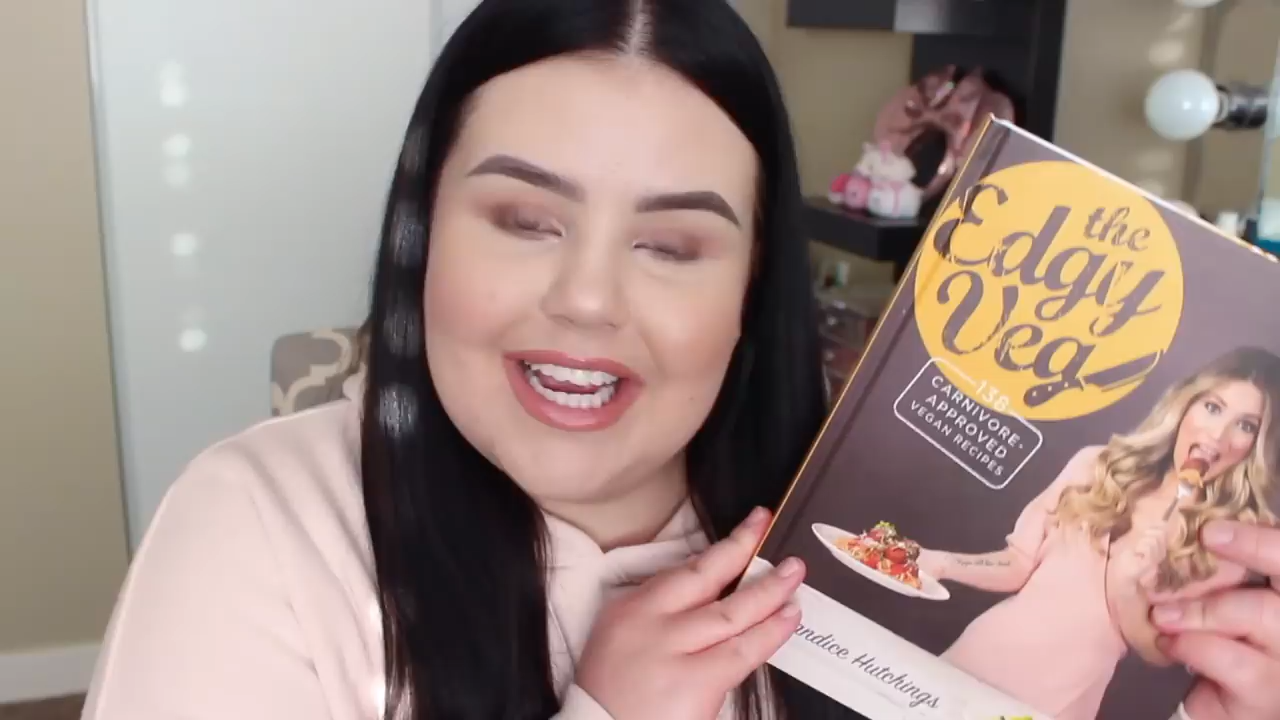 the
Edgy
Veg
138
CARNIVORE-
APPROVED
VEGAN RECIPES
andice Hutchings